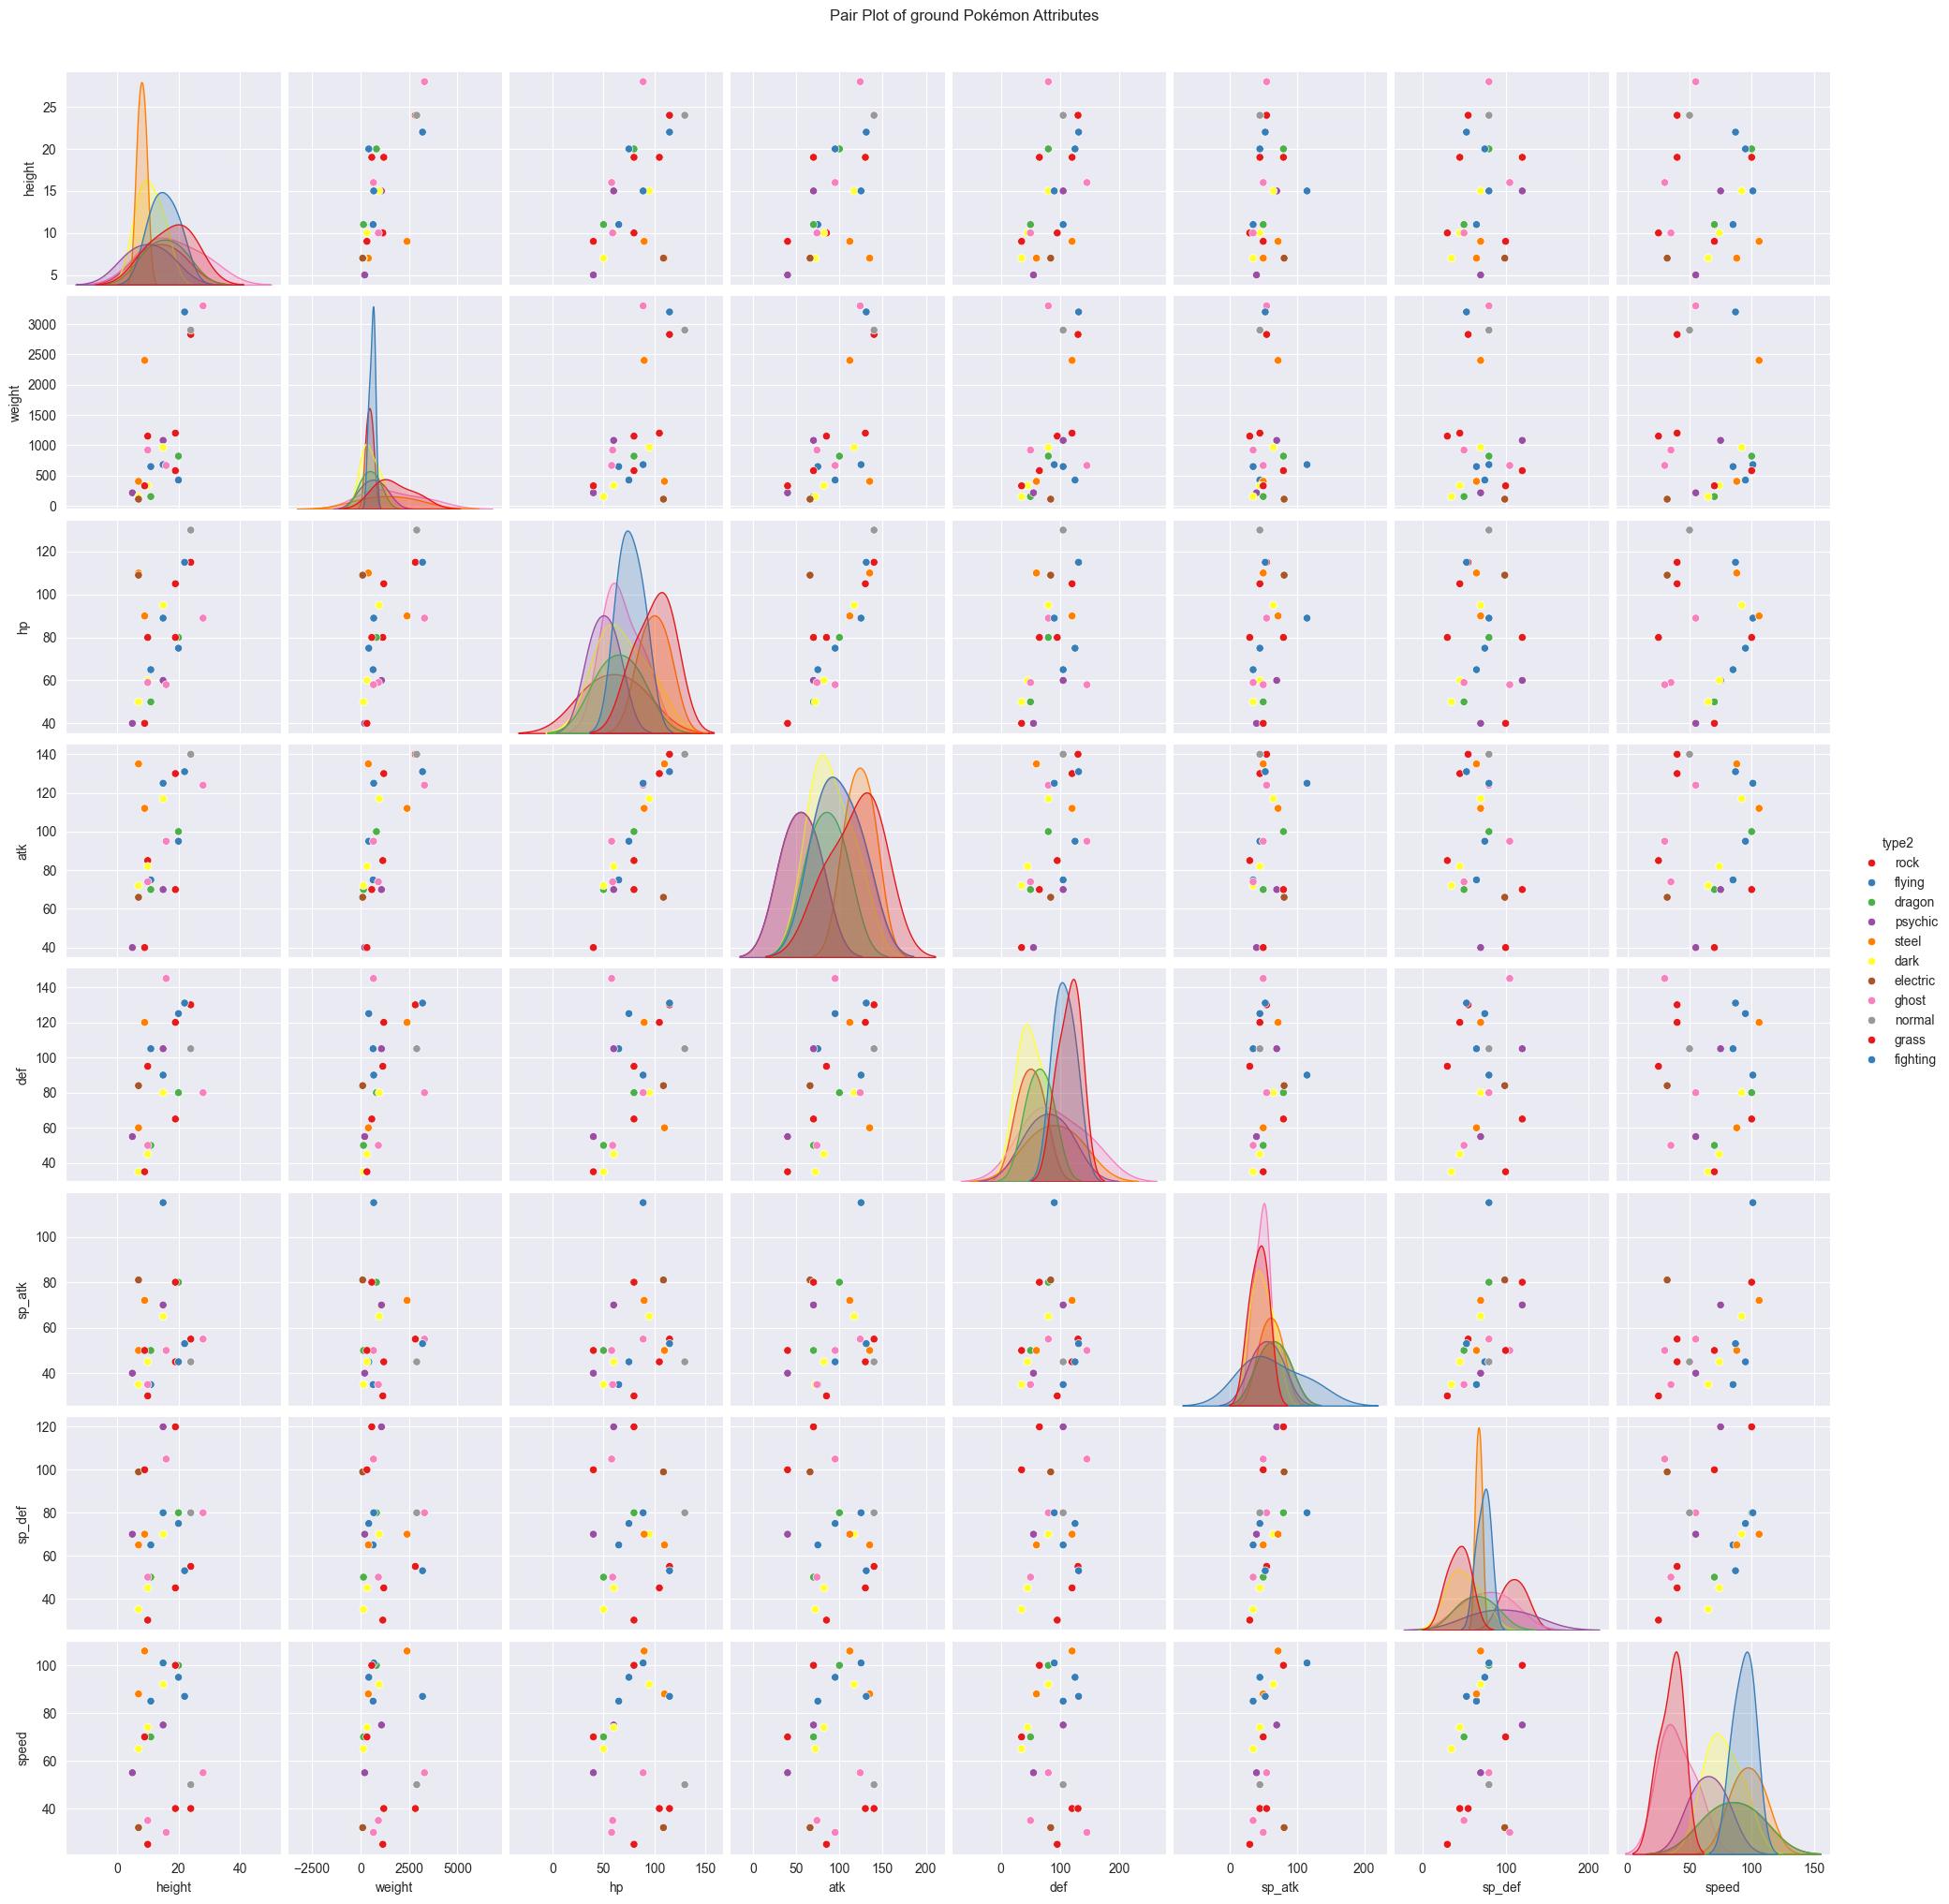 Pair Plot of ground Pokémon Attributes
25
20
15
10
5
height
3000
2500
2000
1500
1000
500
0
weight
120
100
80
60
40
hp
140
120
100
80
60
40
atk
140
120
100
80
60
40
def
100
80
60
40
sp_atk
120
100
80
60
40
sp_def
100
80
60
40
speed
0 20 40 −2500 0 2500 5000 0 50 100 150 0 50 100 150 200 0 100 200 0 100 200 0 100 200 0 50 100 150
height weight hp atk def sp_atk sp_def speed
type2
rock
flying
dragon
psychic
steel
dark
electric
ghost
normal
grass
fighting